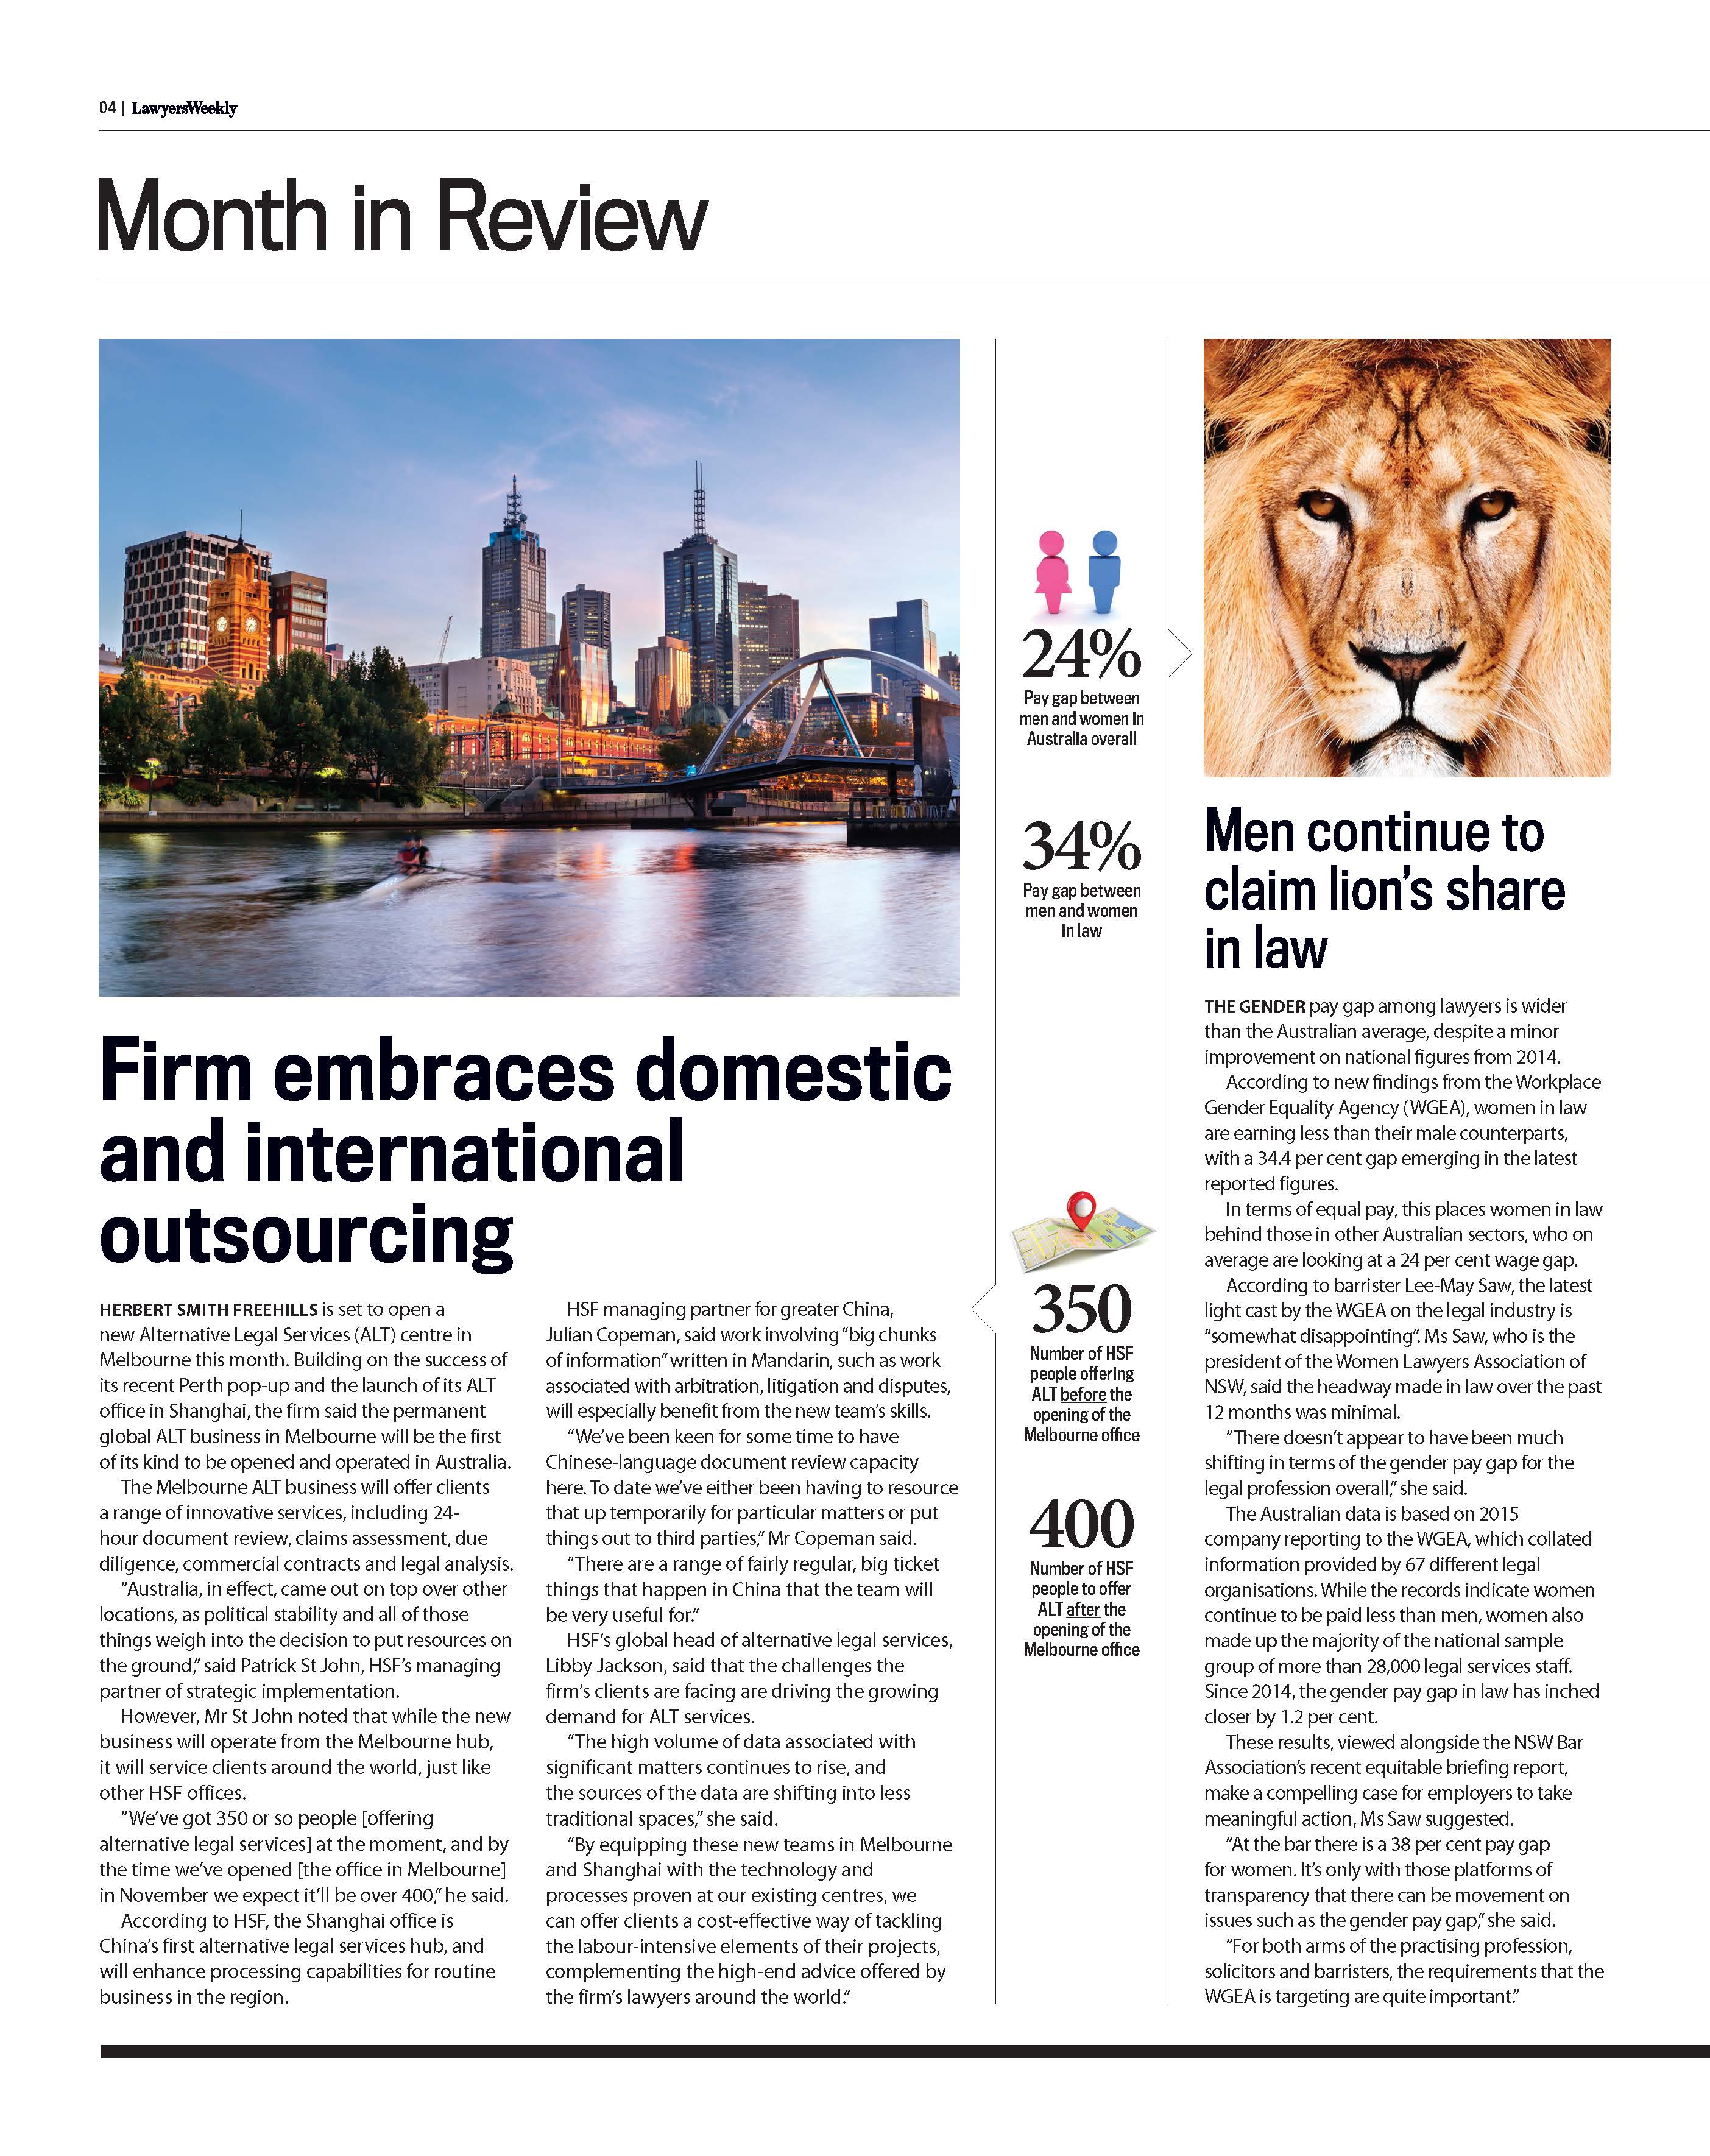 04 | LawyersWeekly
Month in Review
Firm embraces domestic
and international
outsourcing
HERBERT SMITH FREEHILLS is set to open a
new Alternative Legal Services (ALT) centre in
Melbourne this month. Building on the success of
its recent Perth pop-up and the launch of its ALT
office in Shanghai, the firm said the permanent
global ALT business in Melbourne will be the first
of its kind to be opened and operated in Australia.
The Melbourne ALT business will offer clients
a range of innovative services, including 24-
hour document review, claims assessment, due
diligence, commercial contracts and legal analysis.
“Australia, in effect, came out on top over other
locations, as political stability and all of those
things weigh into the decision to put resources on
the ground,” said Patrick St John, HSF’s managing
partner of strategic implementation.
However, Mr St John noted that while the new
business will operate from the Melbourne hub,
it will service clients around the world, just like
other HSF offices.
“We’ve got 350 or so people [offering
alternative legal services] at the moment, and by
the time we’ve opened [the office in Melbourne]
in November we expect it’ll be over 400,” he said.
According to HSF, the Shanghai office is
China’s first alternative legal services hub, and
will enhance processing capabilities for routine
business in the region.
HSF managing partner for greater China,
Julian Copeman, said work involving “big chunks
of information” written in Mandarin, such as work
associated with arbitration, litigation and disputes,
will especially benefit from the new team’s skills.
“We’ve been keen for some time to have
Chinese-language document review capacity
here. To date we’ve either been having to resource
that up temporarily for particular matters or put
things out to third parties,” Mr Copeman said.
“There are a range of fairly regular, big ticket
things that happen in China that the team will
be very useful for.”
HSF’s global head of alternative legal services,
Libby Jackson, said that the challenges the
firm’s clients are facing are driving the growing
demand for ALT services.
“The high volume of data associated with
significant matters continues to rise, and
the sources of the data are shifting into less
traditional spaces,” she said.
“By equipping these new teams in Melbourne
and Shanghai with the technology and
processes proven at our existing centres, we
can offer clients a cost-effective way of tackling
the labour-intensive elements of their projects,
complementing the high-end advice offered by
the firm’s lawyers around the world.”
24%
Pay gap between
men and women in
Australia overall
34%
Pay gap between
men and women
in law
350
Number of HSF
people offering
ALT before the
opening of the
Melbourne office
400
Number of HSF
people to offer
ALT after the
opening of the
Melbourne office
Men continue to
claim lion’s share
in law
THE GENDER pay gap among lawyers is wider
than the Australian average, despite a minor
improvement on national figures from 2014.
According to new findings from the Workplace
Gender Equality Agency (WGEA), women in law
are earning less than their male counterparts,
with a 34.4 per cent gap emerging in the latest
reported figures.
In terms of equal pay, this places women in law
behind those in other Australian sectors, who on
average are looking at a 24 per cent wage gap.
According to barrister Lee-May Saw, the latest
light cast by the WGEA on the legal industry is
“somewhat disappointing”. Ms Saw, who is the
president of the Women Lawyers Association of
NSW, said the headway made in law over the past
12 months was minimal.
“There doesn’t appear to have been much
shifting in terms of the gender pay gap for the
legal profession overall,” she said.
The Australian data is based on 2015
company reporting to the WGEA, which collated
information provided by 67 different legal
organisations. While the records indicate women
continue to be paid less than men, women also
made up the majority of the national sample
group of more than 28,000 legal services staff.
Since 2014, the gender pay gap in law has inched
closer by 1.2 per cent.
These results, viewed alongside the NSW Bar
Association’s recent equitable briefing report,
make a compelling case for employers to take
meaningful action, Ms Saw suggested.
“At the bar there is a 38 per cent pay gap
for women. It’s only with those platforms of
transparency that there can be movement on
issues such as the gender pay gap,” she said.
“For both arms of the practising profession,
solicitors and barristers, the requirements that the
WGEA is targeting are quite important.”